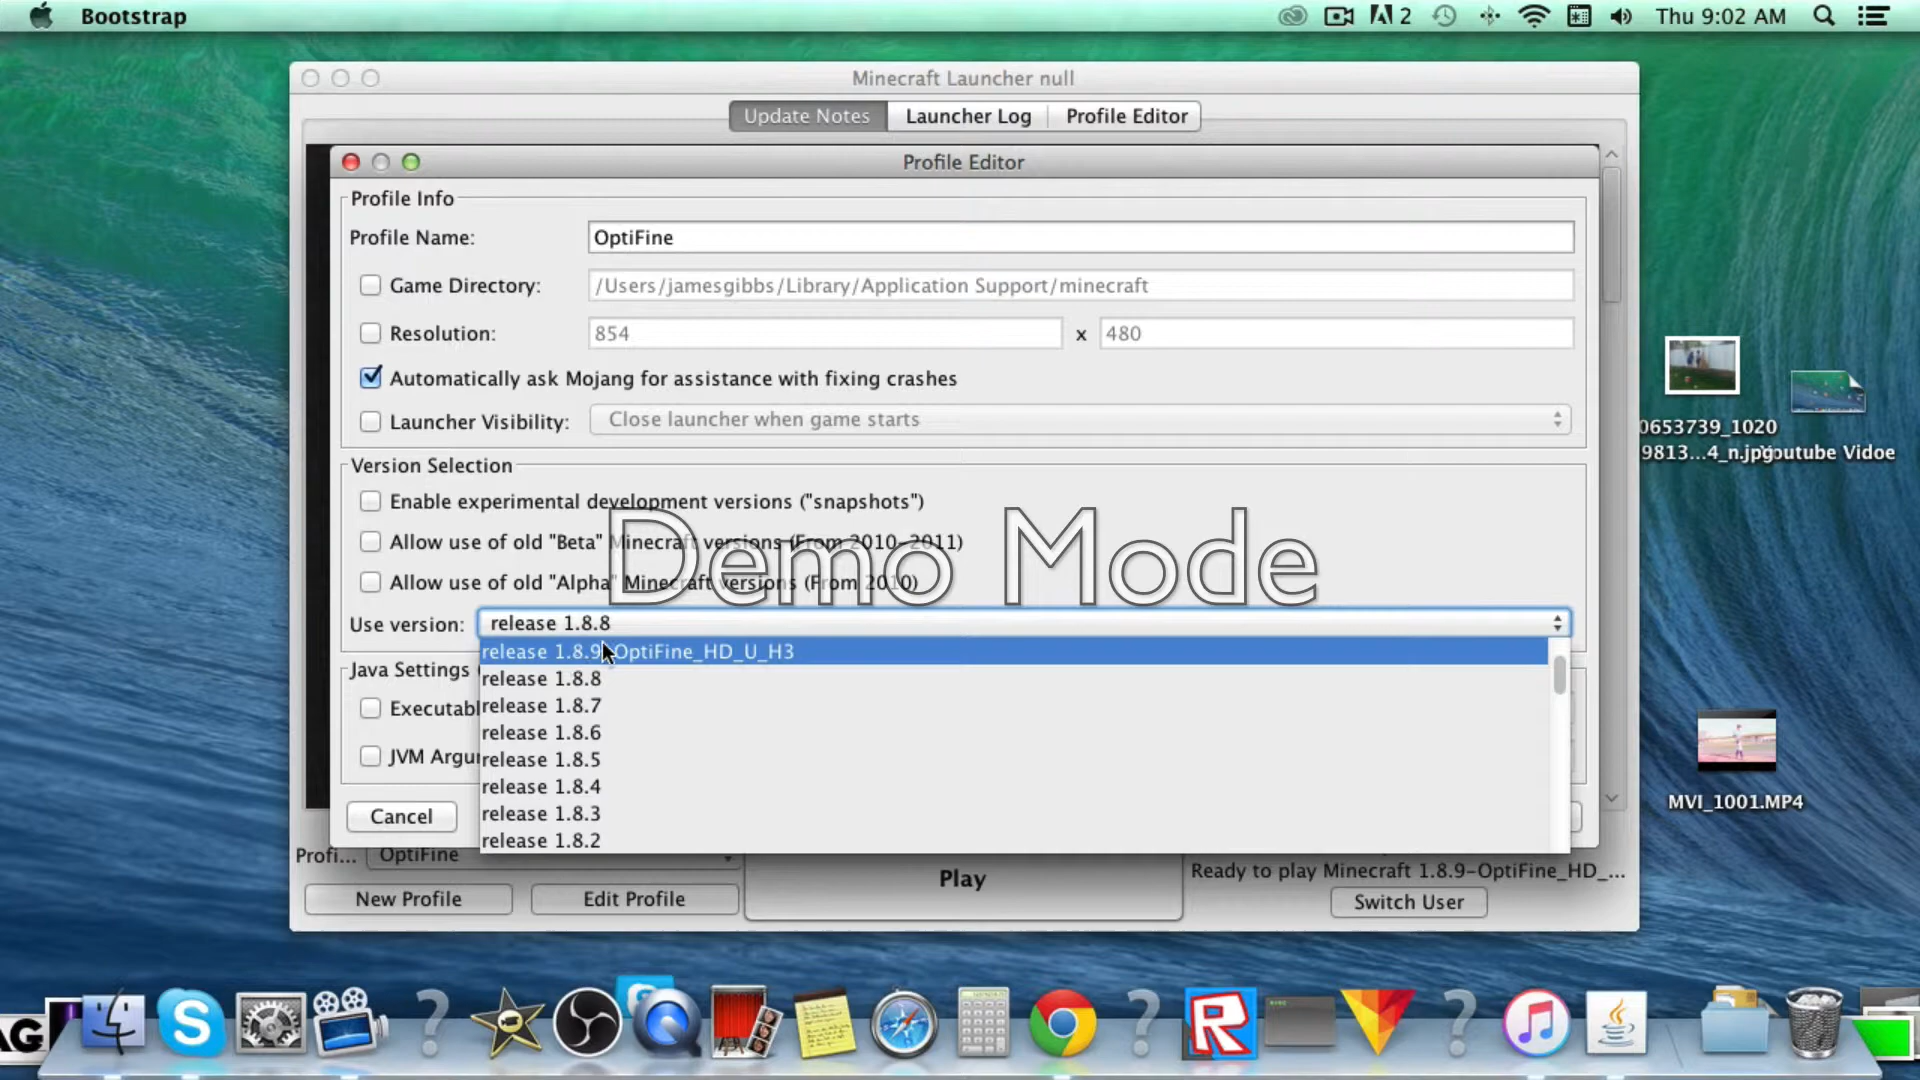 Bootstrap
2
Thu 9:02 AM
Minecraft Launcher null
Update Notes
Launcher Log
Profile Editor
Profile Editor
Profile Info
Profile Name:
OptiFine
Game Directory:
/Users/jamesgibbs/Library/Application Support/minecraft
Resolution:
854
x
480
Automatically ask Mojang for assistance with fixing crashes
Launcher Visibility:
Close launcher when game starts
Version Selection
Enable experimental development versions ("snapshots")
Allow use of old "Beta" Minecraft versions (From 2010-2011)
Allow use of old "Alpha" Minecraft versions (From 2010)
Demo Mode
Use version:
release 1.8.8
release 1.8.9-OptiFine_HD_U_H3
release 1.8.8
release 1.8.7
release 1.8.6
release 1.8.5
release 1.8.4
release 1.8.3
release 1.8.2
Java Settings
Executabl
JVM Argu
Cancel
Profi...
OptiFine
New Profile
Edit Profile
Play
Ready to play Minecraft 1.8.9-OptiFine_HD_...
Switch User
0653739_1020
9813...4_n.jpg
Youtube Vidoe
MVI_1001.MP4
AG